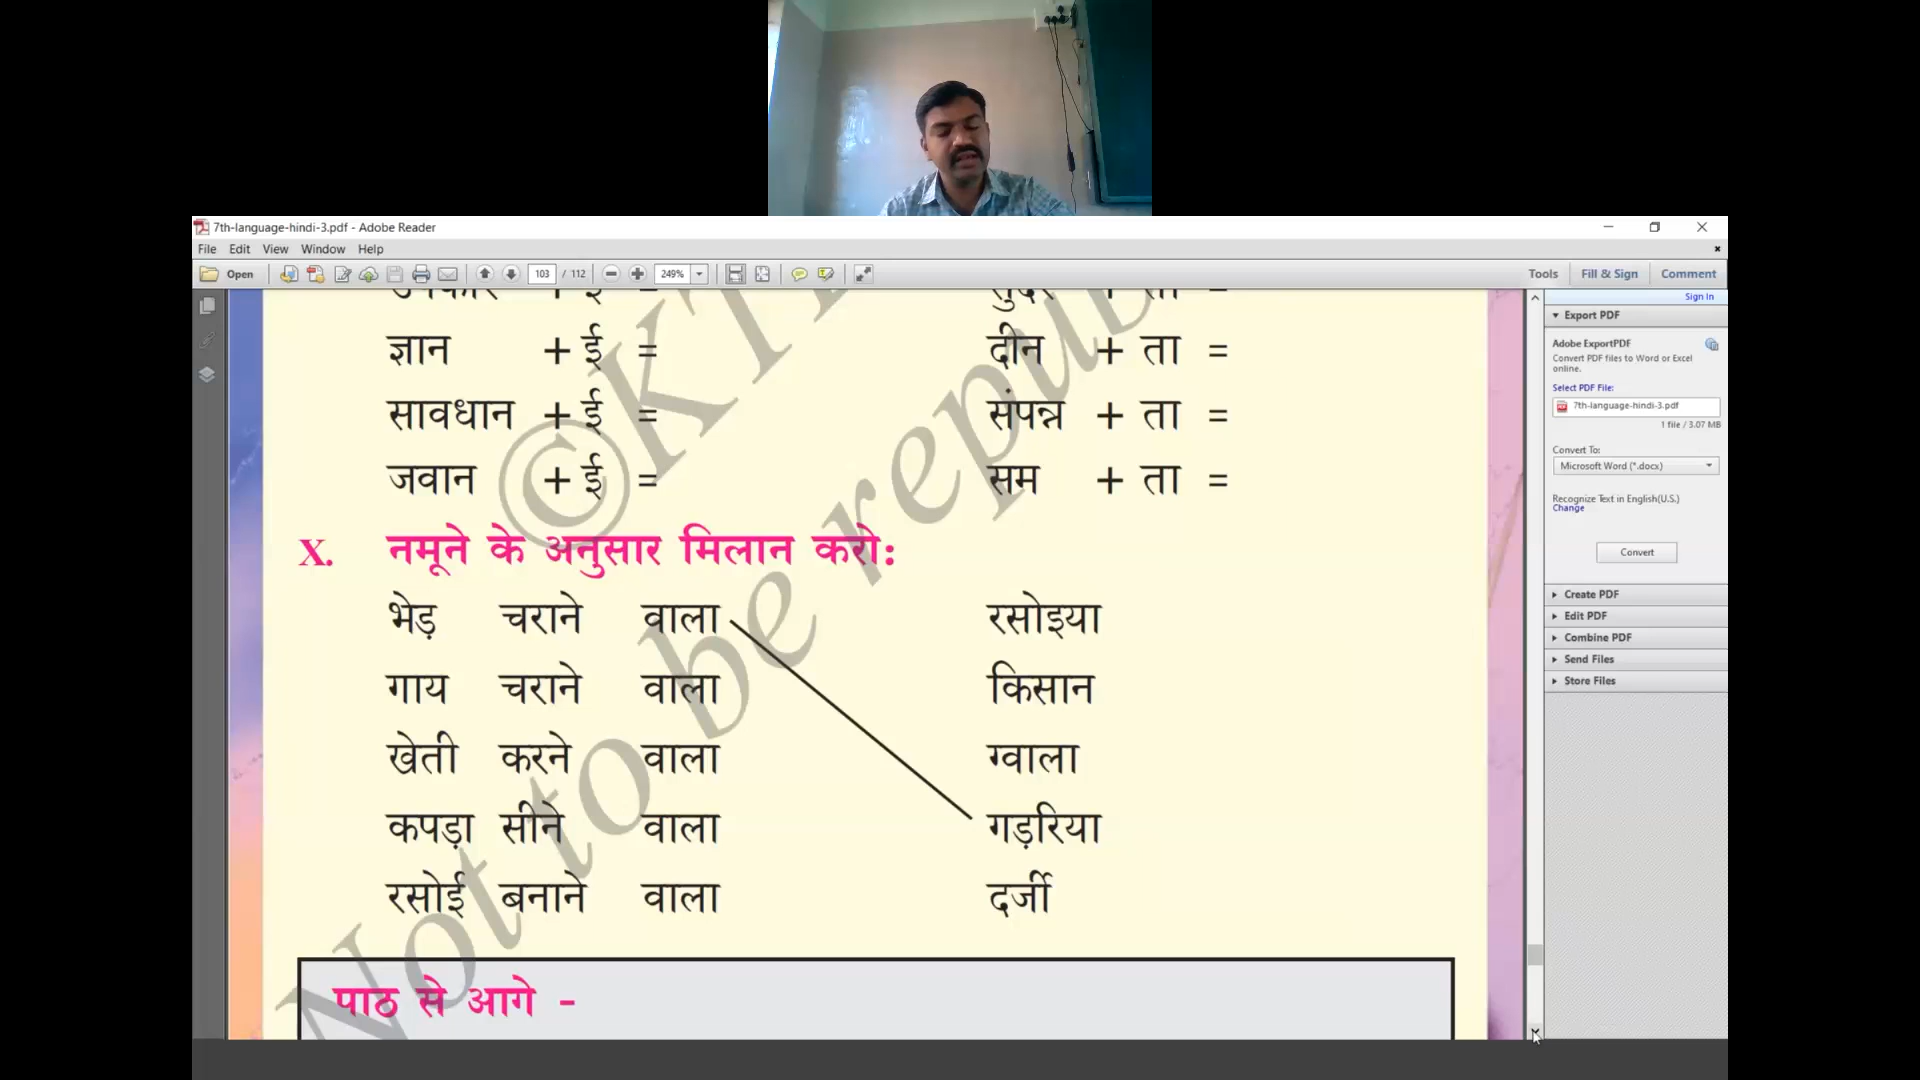 7th-language-hindi-3.pdf - Adobe Reader
File Edit View Window Help
Open 103 / 112 249% Tools Fill & Sign Comment
Sign In
Export PDF
Adobe ExportPDF
Convert PDF files to Word or Excel
online.
Select PDF File:
7th-language-hindi-3.pdf
1 file / 3.07 MB
Convert To:
Microsoft Word (*.docx)
Recognize Text in English(U.S.)
Change
Convert
Create PDF
Edit PDF
Combine PDF
Send Files
Store Files
उपकार + ई = सुंदर + ता =
ज्ञान + ई = दीन + ता =
सावधान + ई = संपन्न + ता =
जवान + ई = सम + ता =
X. नमूने के अनुसार मिलान करो:
भेड़ चराने वाला रसोइया
गाय चराने वाला किसान
खेती करने वाला ग्वाला
कपड़ा सीने वाला गड़रिया
रसोई बनाने वाला दर्जी
पाठ से आगे -
©KT
Not to be repu